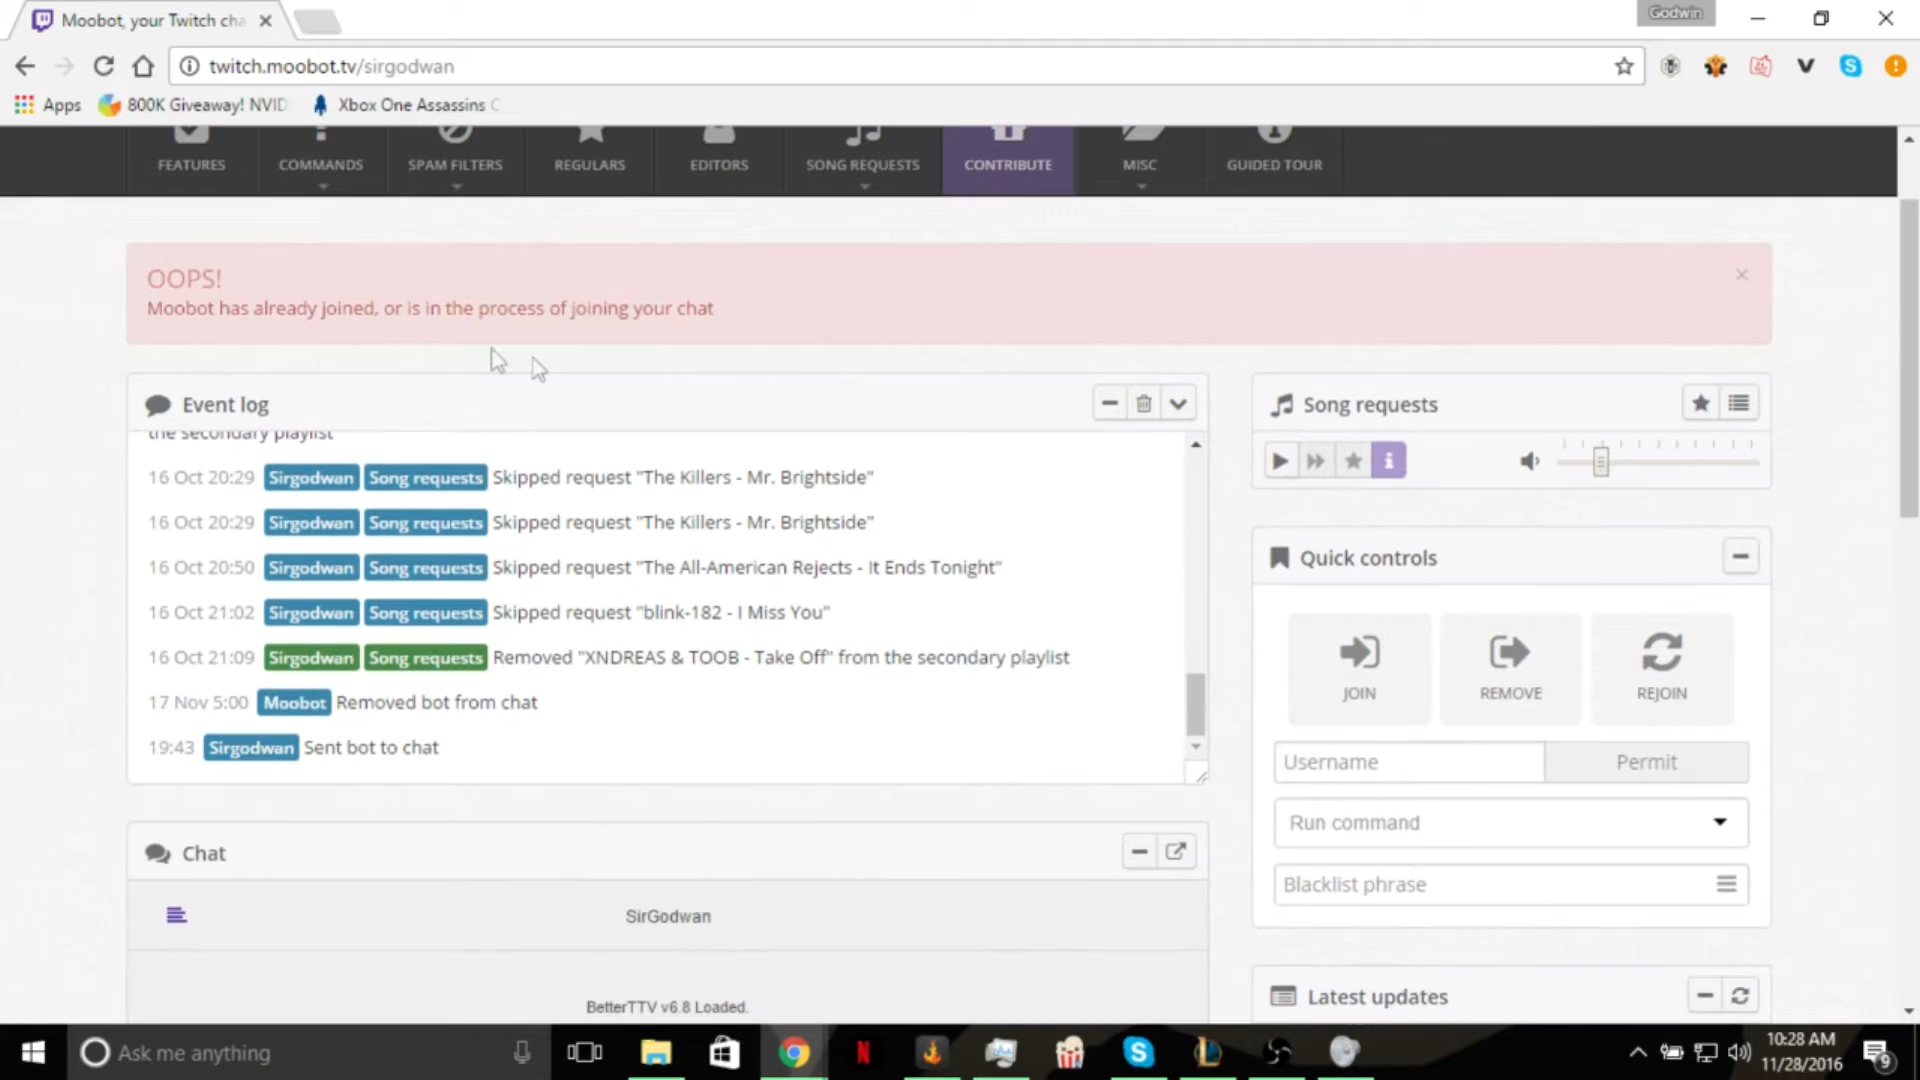 Moobot, your Twitch cha
Godwin
twitch.moobot.tv/sirgodwan
Apps
800K Giveaway! NVID
Xbox One Assassins C
FEATURES
COMMANDS
SPAM FILTERS
REGULARS
EDITORS
SONG REQUESTS
CONTRIBUTE
MISC
GUIDED TOUR
OOPS!
Moobot has already joined, or is in the process of joining your chat
Event log
the secondary playlist
16 Oct 20:29 Sirgodwan Song requests Skipped request "The Killers - Mr. Brightside"
16 Oct 20:29 Sirgodwan Song requests Skipped request "The Killers - Mr. Brightside"
16 Oct 20:50 Sirgodwan Song requests Skipped request "The All-American Rejects - It Ends Tonight"
16 Oct 21:02 Sirgodwan Song requests Skipped request "blink-182 - I Miss You"
16 Oct 21:09 Sirgodwan Song requests Removed "XNDREAS & TOOB - Take Off" from the secondary playlist
17 Nov 5:00 Moobot Removed bot from chat
19:43 Sirgodwan Sent bot to chat
Song requests
Quick controls
JOIN
REMOVE
REJOIN
Username
Permit
Run command
Blacklist phrase
Chat
SirGodwan
BetterTTV v6.8 Loaded.
Latest updates
Ask me anything
10:28 AM
11/28/2016
9